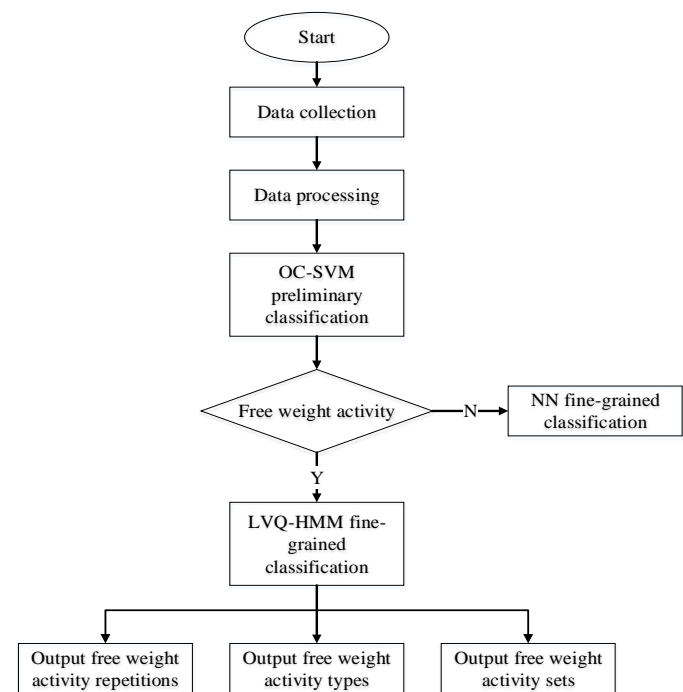 Start
Data collection
Data processing
OC-SVM
preliminary
classification
Free weight activity
N
NN fine-grained
classification
Y
LVQ-HMM fine-
grained
classification
Output free weight
activity repetitions
Output free weight
activity types
Output free weight
activity sets